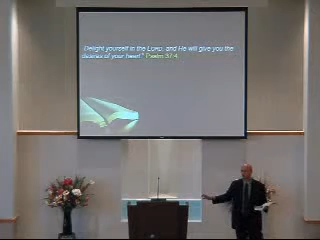 "Delight yourself in the LORD, and He will give you the
desires of your heart." Psalm 37:4